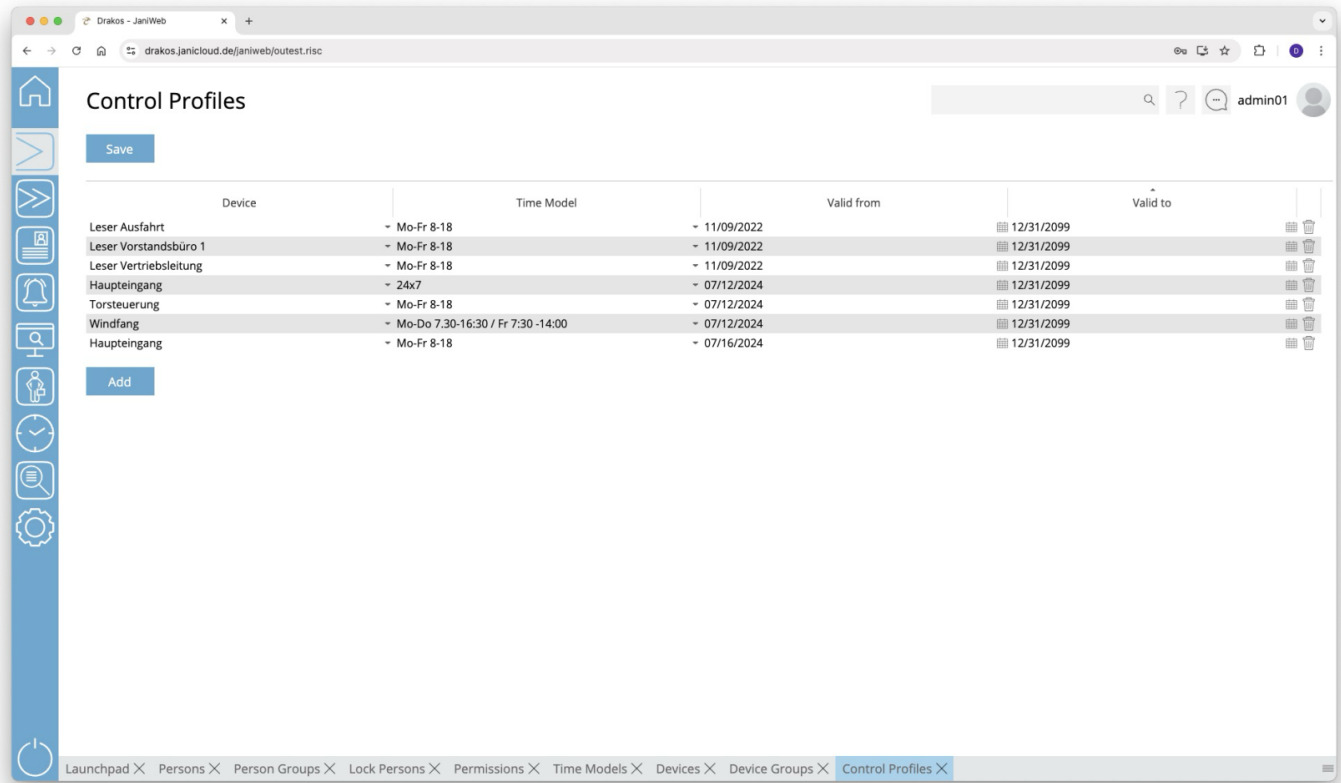 Drakos - JaniWeb
drakos.janicloud.de/janiweb/outest.risc
D
Control Profiles
admin01
Save
Device Time Model Valid from Valid to
Leser Ausfahrt Mo-Fr 8-18 11/09/2022 12/31/2099
Leser Vorstandsbüro 1 Mo-Fr 8-18 11/09/2022 12/31/2099
Leser Vertriebsleitung Mo-Fr 8-18 11/09/2022 12/31/2099
Haupteingang 24x7 07/12/2024 12/31/2099
Torsteuerung Mo-Fr 8-18 07/12/2024 12/31/2099
Windfang Mo-Do 7.30-16:30 / Fr 7:30 -14:00 07/12/2024 12/31/2099
Haupteingang Mo-Fr 8-18 07/16/2024 12/31/2099
Add
Launchpad Persons Person Groups Lock Persons Permissions Time Models Devices Device Groups Control Profiles